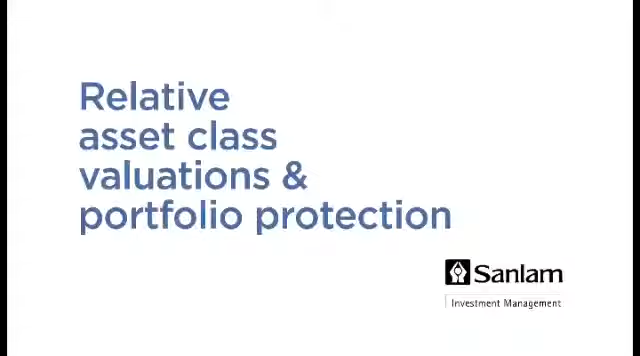 Relative
asset class
valuations &
portfolio protection
Sanlam
Investment Management